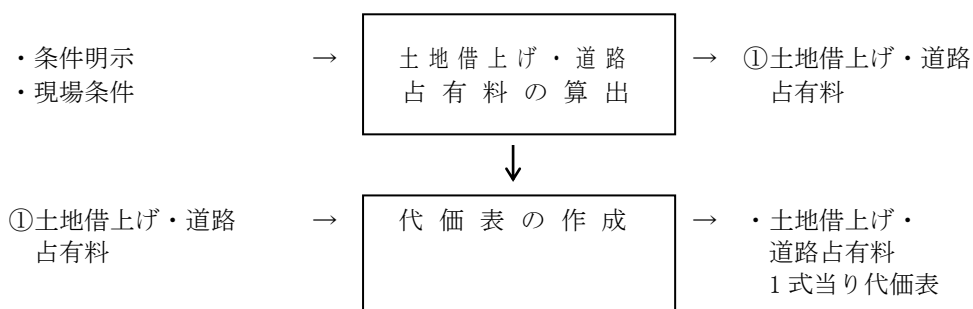 ・条件明示
・現場条件
→
土地借上げ・道路
占有料の算出
→
①土地借上げ・道路
占有料
↓
①土地借上げ・道路
占有料
→
代価表の作成
→
・土地借上げ・
道路占有料
1式当り代価表